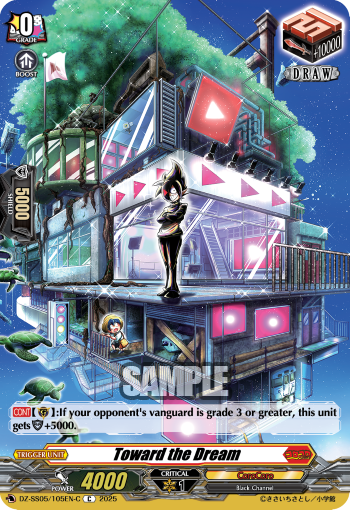 0
GRADE
+10000
BOOST
DRAW
SHIELD
5000
SAMPLE
CONT【 】:If your opponent's vanguard is grade 3 or greater, this unit
gets +5000.
TRIGGER UNIT
Toward the Dream
POWER 4000
CRITICAL
1
CoroCoro
Black Channel
DZ-SS05/105EN-C C 2025
©きさいちさとし／小学館